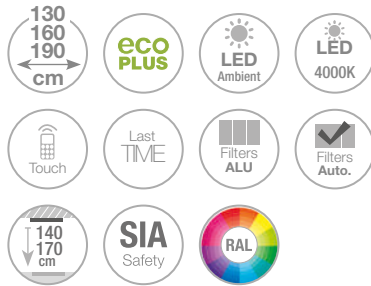 130
160
190
cm
eco
PLUS
LED
Ambient
LED
4000K
Touch
Last
TIME
Filters
ALU
Filters
Auto.
140
170
cm
SIA
Safety
RAL